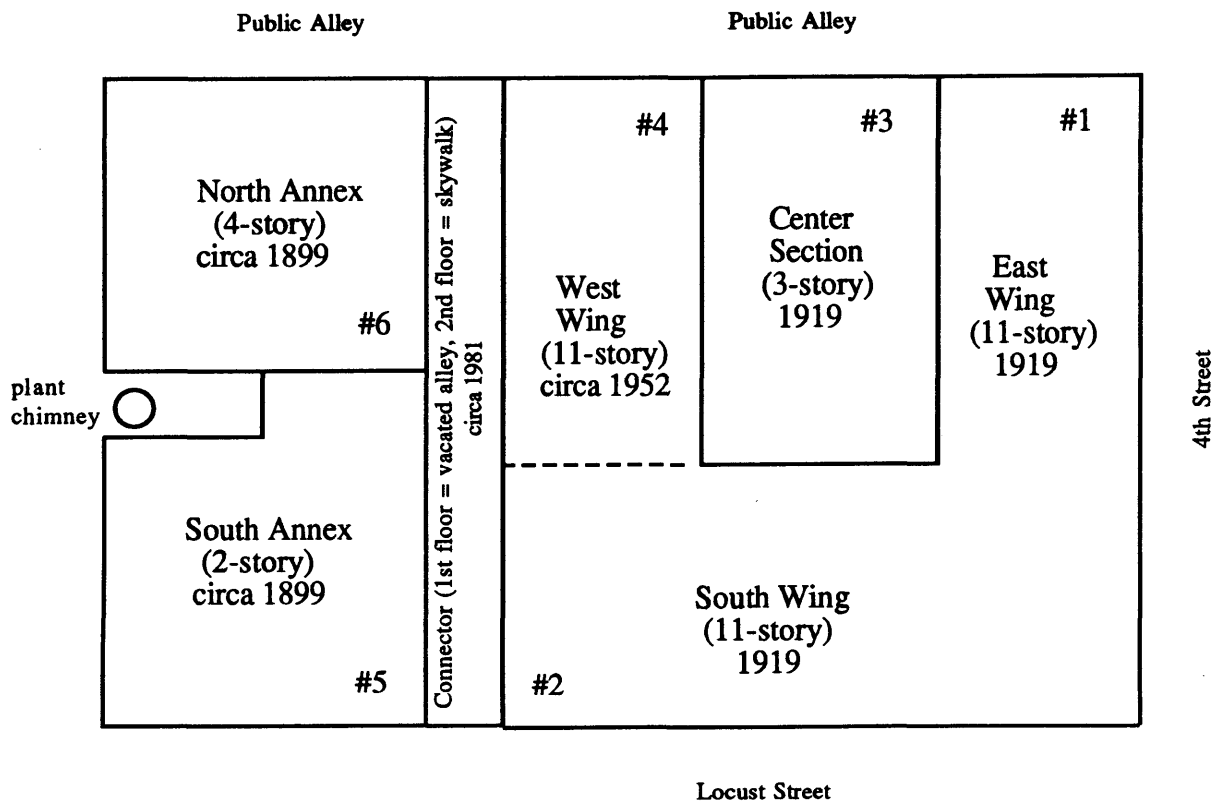 Public Alley
Public Alley
#4
#3
#1
North Annex
(4-story)
circa 1899
#6
Center
Section
(3-story)
1919
West
Wing
(11-story)
circa 1952
East
Wing
(11-story)
1919
Connector (1st floor = vacated alley, 2nd floor = skywalk)
circa 1981
plant
chimney
4th Street
South Annex
(2-story)
circa 1899
#5
South Wing
(11-story)
1919
#2
Locust Street